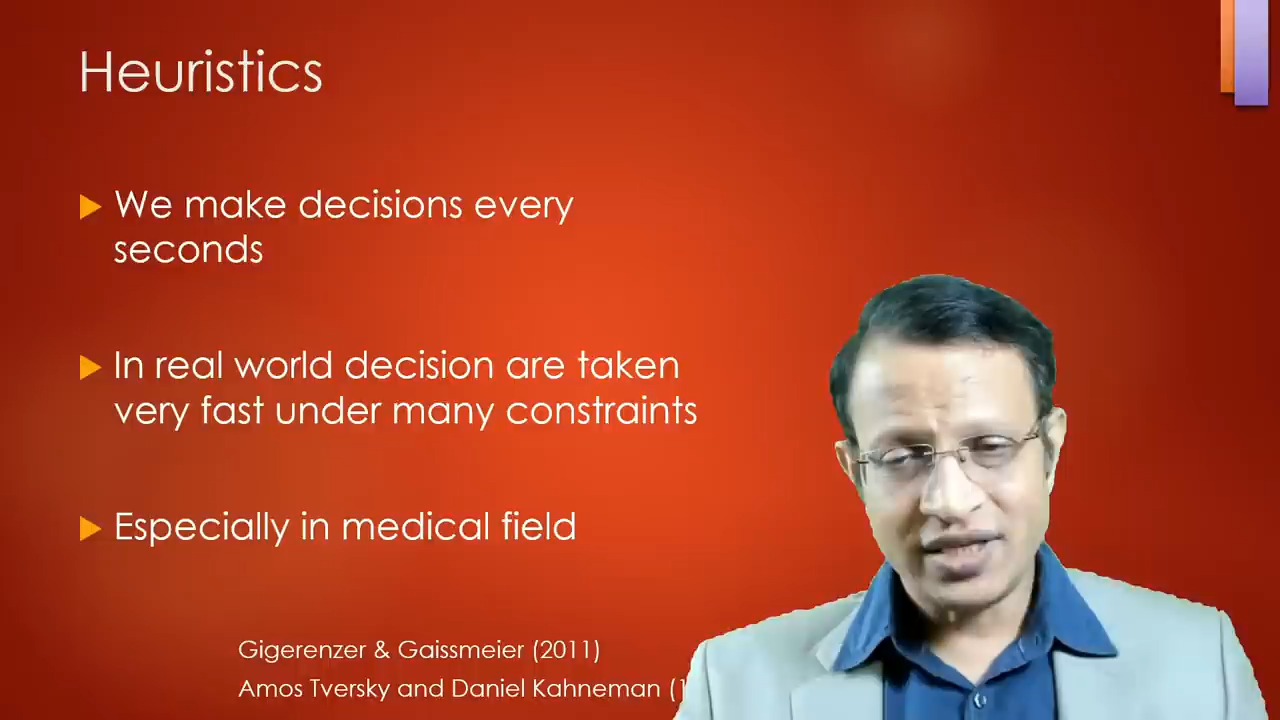 Heuristics
We make decisions every
seconds
In real world decision are taken
very fast under many constraints
Especially in medical field
Gigerenzer & Gaissmeier (2011)
Amos Tversky and Daniel Kahneman (1